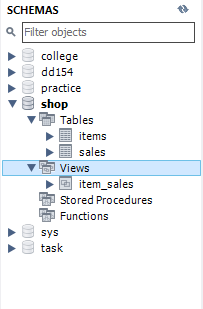 SCHEMAS
Filter objects
college
dd154
practice
shop
Tables
items
sales
Views
item_sales
Stored Procedures
Functions
sys
task